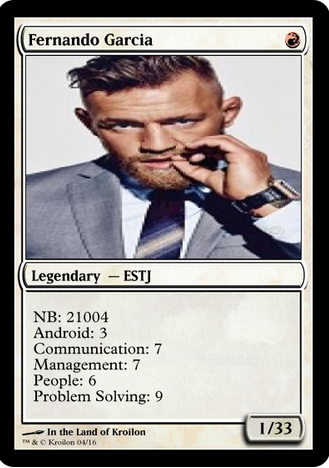 Fernando Garcia
Legendary — ESTJ
NB: 21004
Android: 3
Communication: 7
Management: 7
People: 6
Problem Solving: 9
In the Land of Kroilon
1/33
™ & © Kroilon 04/16